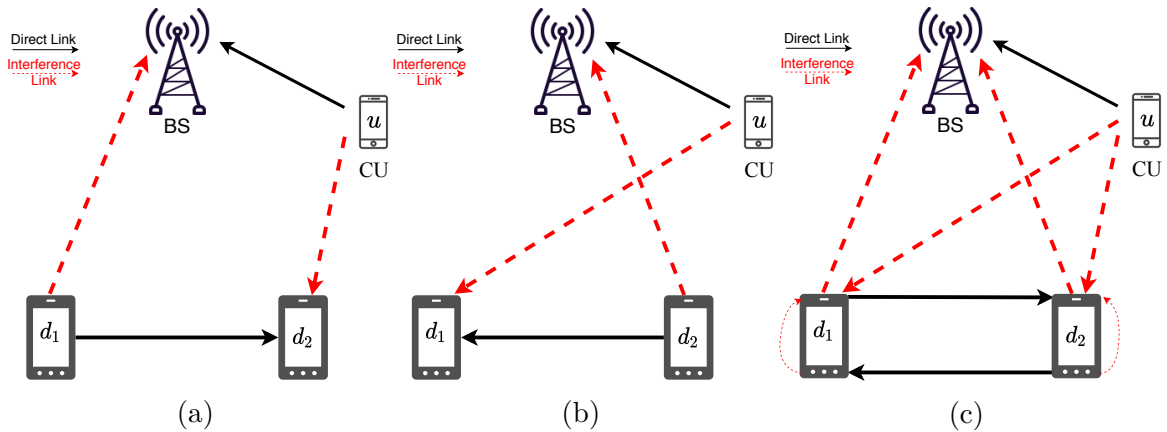 Direct Link
Interference
Link
BS
u
CU
d1
d2
(a)
Direct Link
Interference
Link
BS
u
CU
d1
d2
(b)
Direct Link
Interference
Link
BS
u
CU
d1
d2
(c)